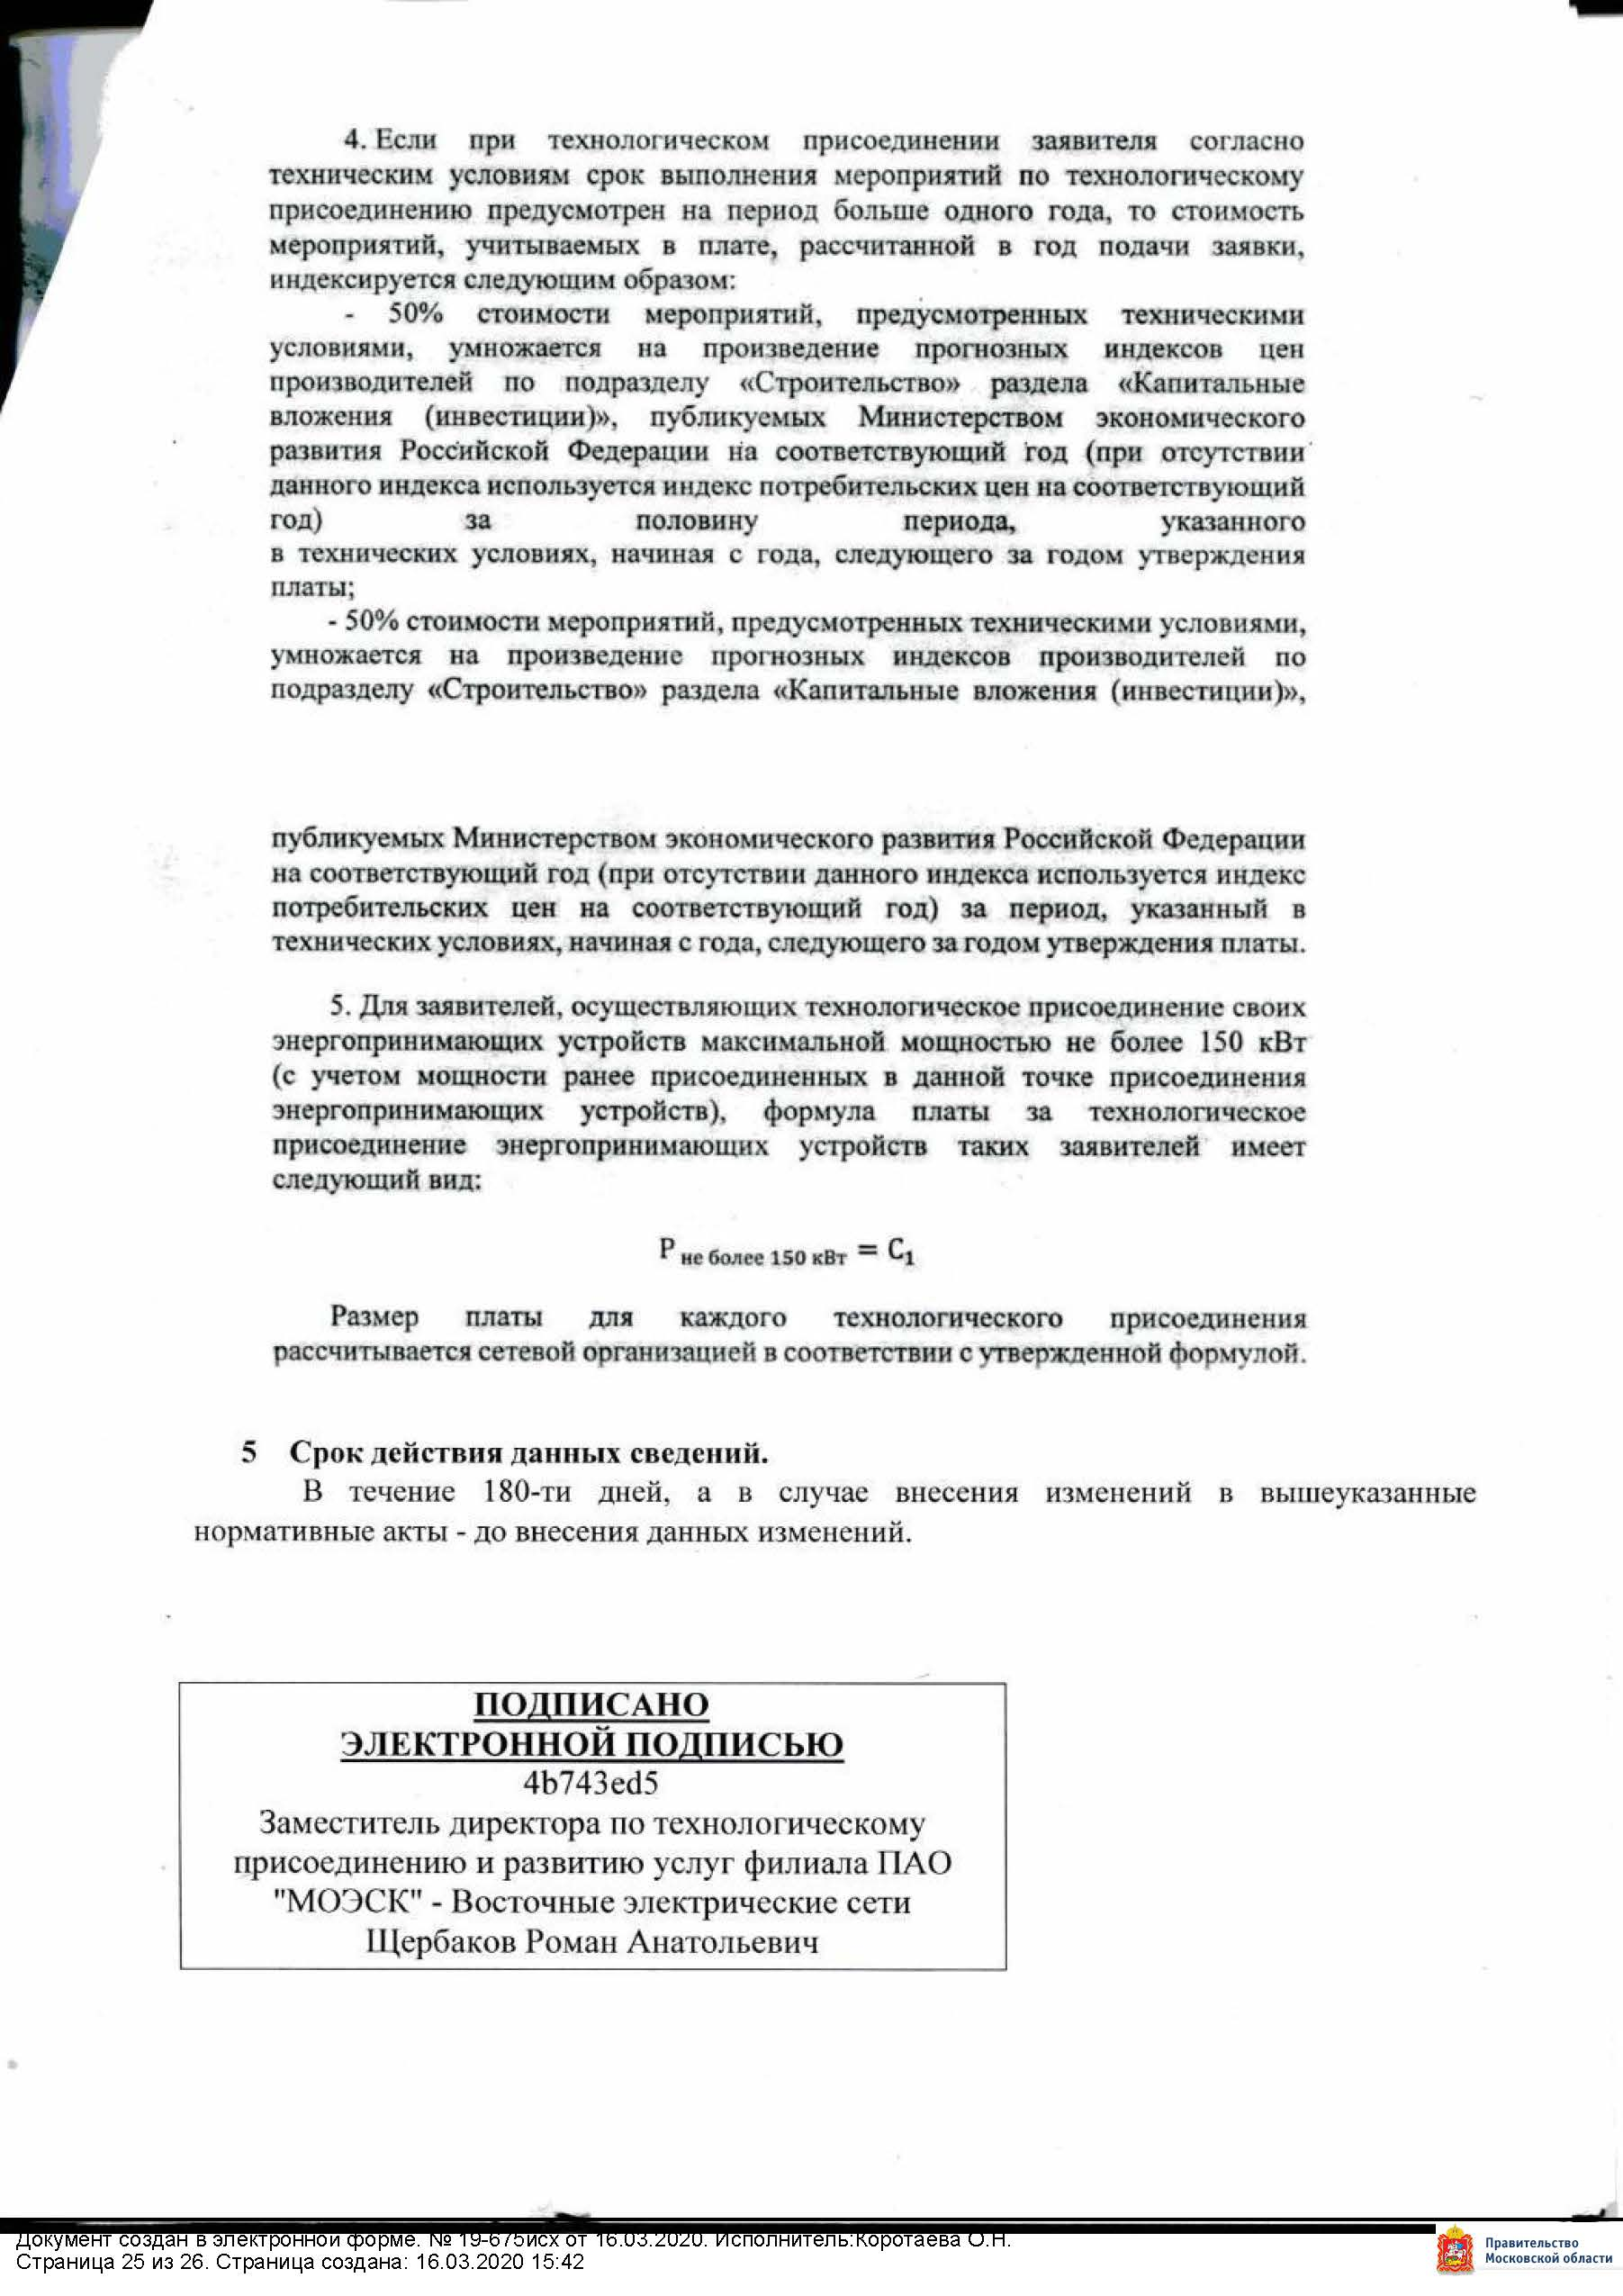 4. Если при технологическом присоединении заявителя согласно
техническим условиям срок выполнения мероприятий по технологическому
присоединению предусмотрен на период больше одного года, то стоимость
мероприятий, учитываемых в плате, рассчитанной в год подачи заявки,
индексируется следующим образом:
- 50% стоимости мероприятий, предусмотренных техническими
условиями, умножается на произведение прогнозных индексов цен
производителей по подразделу «Строительство» раздела «Капитальные
вложения (инвестиции)», публикуемых Министерством экономического
развития Российской Федерации на соответствующий год (при отсутствии
данного индекса используется индекс потребительских цен на соответствующий
год) за половину периода, указанного
в технических условиях, начиная с года, следующего за годом утверждения
платы;
- 50% стоимости мероприятий, предусмотренных техническими условиями,
умножается на произведение прогнозных индексов производителей по
подразделу «Строительство» раздела «Капитальные вложения (инвестиции)»,
публикуемых Министерством экономического развития Российской Федерации
на соответствующий год (при отсутствии данного индекса используется индекс
потребительских цен на соответствующий год) за период, указанный в
технических условиях, начиная с года, следующего за годом утверждения платы.
5. Для заявителей, осуществляющих технологическое присоединение своих
энергопринимающих устройств максимальной мощностью не более 150 кВт
(с учетом мощности ранее присоединенных в данной точке присоединения
энергопринимающих устройств), формула платы за технологическое
присоединение энергопринимающих устройств таких заявителей имеет
следующий вид:
P не более 150 кВт = C1
Размер платы для каждого технологического присоединения
рассчитывается сетевой организацией в соответствии с утвержденной формулой.
5 Срок действия данных сведений.
В течение 180-ти дней, а в случае внесения изменений в вышеуказанные
нормативные акты - до внесения данных изменений.
ПОДПИСАНО
ЭЛЕКТРОННОЙ ПОДПИСЬЮ
4b743ed5
Заместитель директора по технологическому
присоединению и развитию услуг филиала ПАО
"МОЭСК" - Восточные электрические сети
Щербаков Роман Анатольевич
Документ создан в электронной форме. № 19-675исх от 16.03.2020. Исполнитель:Коротаева О.Н.
Страница 25 из 26. Страница создана: 16.03.2020 15:42
Правительство
Московской области